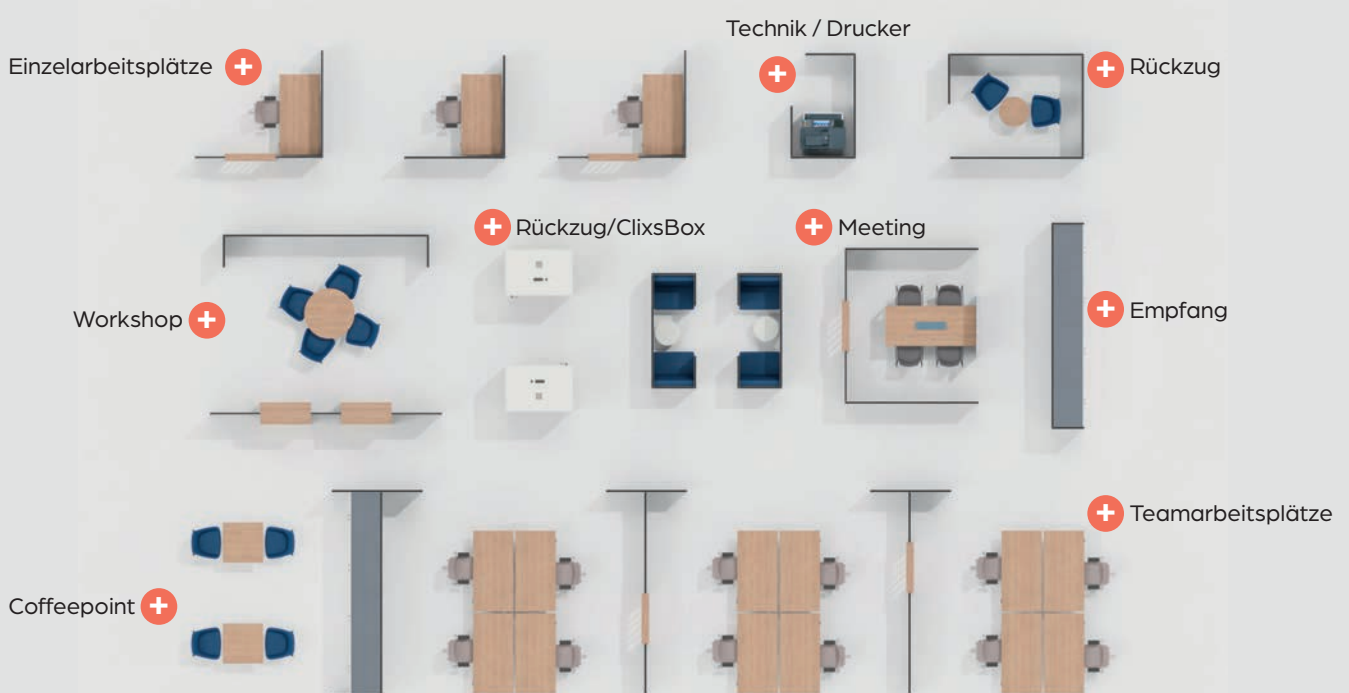 Technik / Drucker
Einzelarbeitsplätze
Rückzug
Rückzug/ClixsBox
Meeting
Workshop
Empfang
Teamarbeitsplätze
Coffeepoint